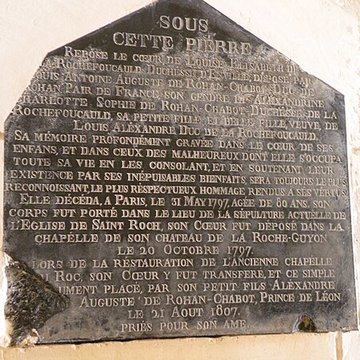 SOUS
CETTE PIERRE
REPOSE LE CŒUR DE LOUISE ELISABETH DE
LA ROCHEFOUCAULD, DUCHESSE D'ENVILLE, DÉPOSÉ PAR
LOUIS ANTOINE AUGUSTE DE ROHAN-CHABOT, DUC DE
ROHAN PAIR DE FRANCE, SON GENDRE, ALEXANDRINE
CHARLOTTE SOPHIE DE ROHAN-CHABOT, DUCHESSE DE LA
ROCHEFOUCAULD, SA PETITE FILLE ET BELLE FILLE, VEUVE, DE
LOUIS ALEXANDRE DUC DE LA ROCHEFOUCAULD.
SA MÉMOIRE PROFONDÉMENT GRAVÉE DANS LE CŒUR DE SES
ENFANS, ET DANS CEUX, DES MALHEUREUX DONT ELLE S'OCCUPA
TOUTE SA VIE EN LES CONSOLANT, ET EN SOUTENANT LEUR
EXISTENCE PAR SES INÉPUISABLES BIENFAITS SERA TOUJOURS LE PLUS
RECONNOISSANT, LE PLUS RESPECTUEUX HOMMAGE RENDUS A SES VERTUS.
ELLE DÉCÉDA, A PARIS, LE 31 MAY 1797, AGÉE DE 80 ANS. SON
CORPS FUT PORTÉ DANS LE LIEU DE LA SÉPULTURE ACTUELLE DE
L'EGLISE DE SAINT ROCH, SON CŒUR FUT DÉPOSÉ DANS LA
CHAPELLE DE SON CHATEAU DE LA ROCHE-GUYON
LE 20 OCTOBRE 1797.
LORS DE LA RESTAURATION DE L'ANCIENNE CHAPELLE
ROC, SON CŒUR Y FUT TRANSFÉRÉ, ET CE SIMPLE
UMENT PLACÉ, PAR SON PETIT FILS ALEXANDRE
AUGUSTE DE ROHAN-CHABOT, PRINCE DE LÉON,
LE 21 AOUT 1807.
PRIÉS POUR SON AME.